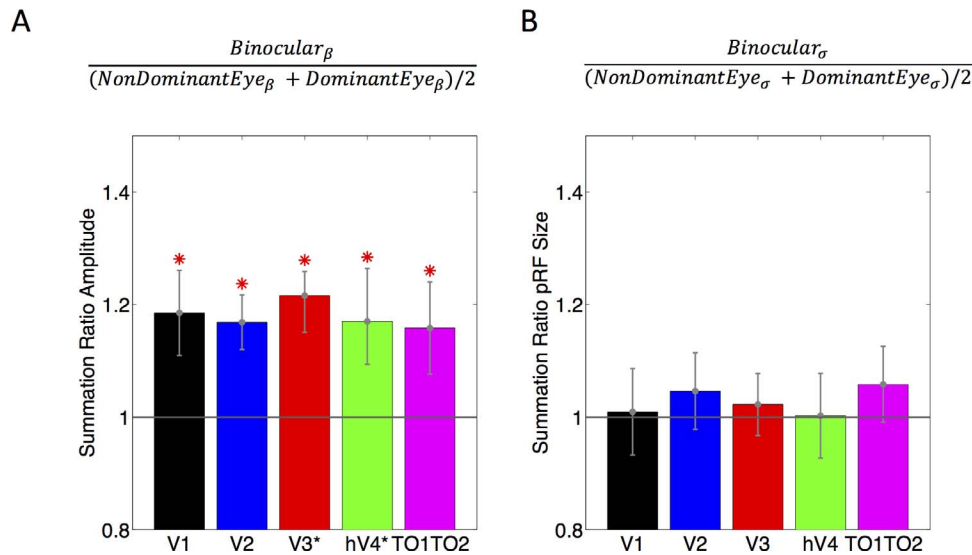 A
Binocular_β
(NonDominantEye_β + DominantEye_β)/2
Summation Ratio Amplitude
1.4
1.2
1
0.8
* * * * *
V1 V2 V3* hV4* TO1TO2
B
Binocular_σ
(NonDominantEye_σ + DominantEye_σ)/2
Summation Ratio pRF Size
1.4
1.2
1
0.8
V1 V2 V3 hV4 TO1TO2